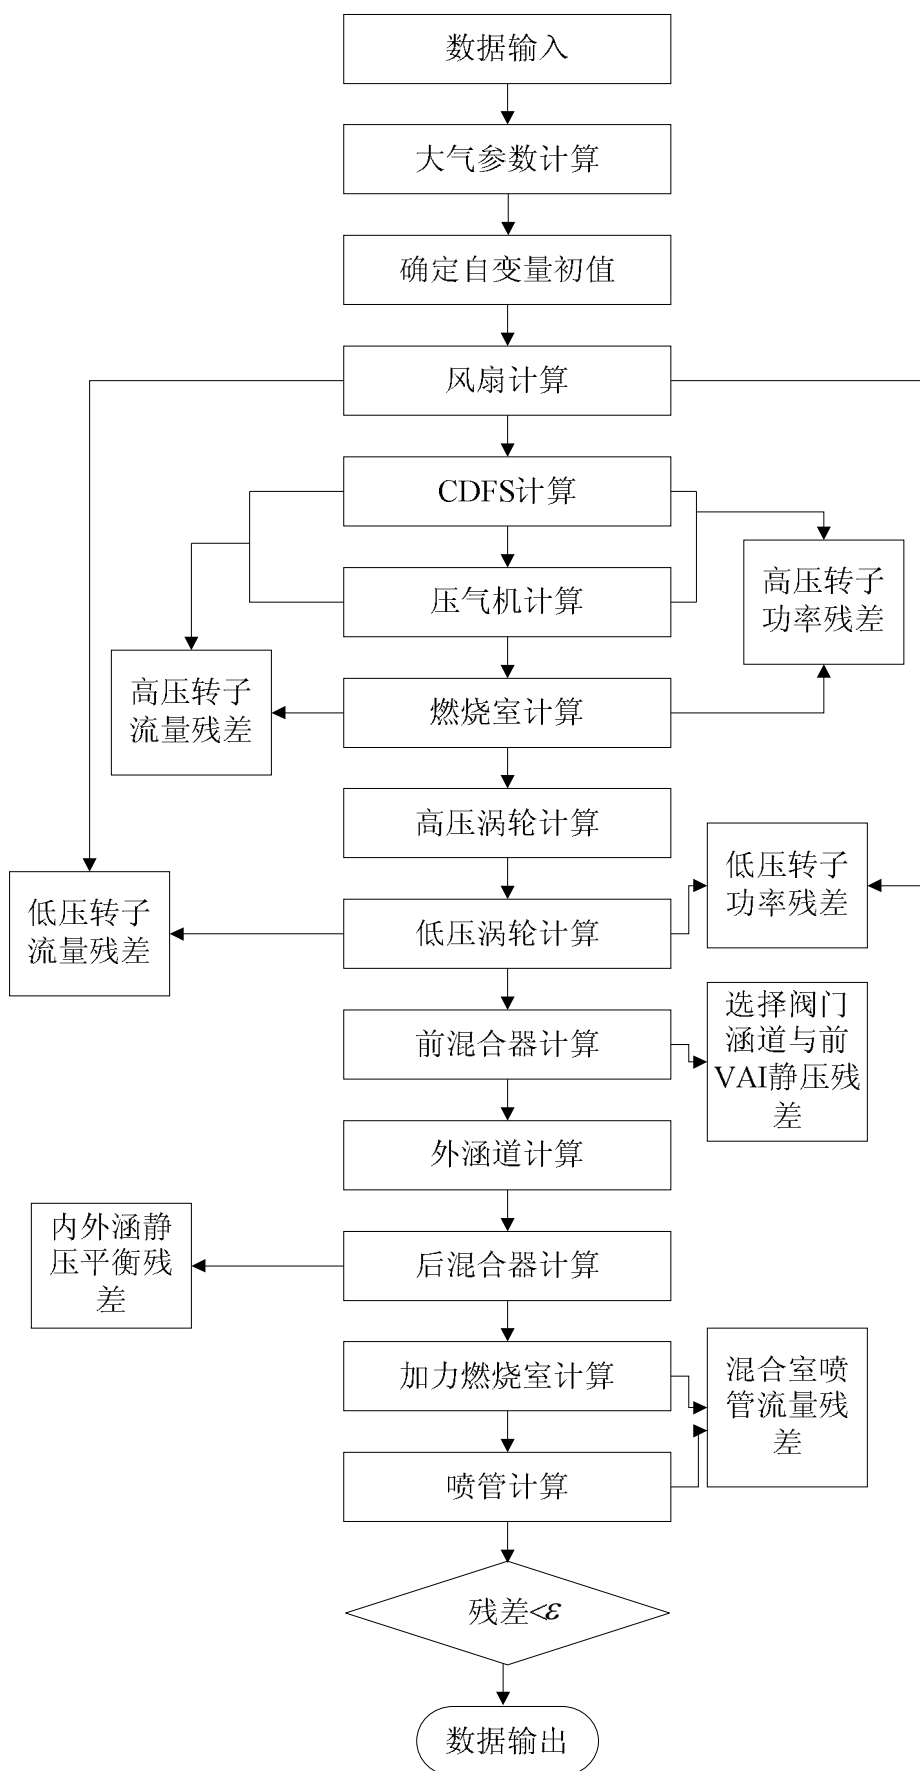 数据输入
大气参数计算
确定自变量初值
风扇计算
CDFS计算
高压转子
功率残差
压气机计算
高压转子
流量残差
燃烧室计算
高压涡轮计算
低压转子
功率残差
低压转子
流量残差
低压涡轮计算
选择阀门
涵道与前
VAI静压残
差
前混合器计算
外涵道计算
内外涵静
压平衡残
差
后混合器计算
加力燃烧室计算
混合室喷
管流量残
差
喷管计算
残差<ε
数据输出